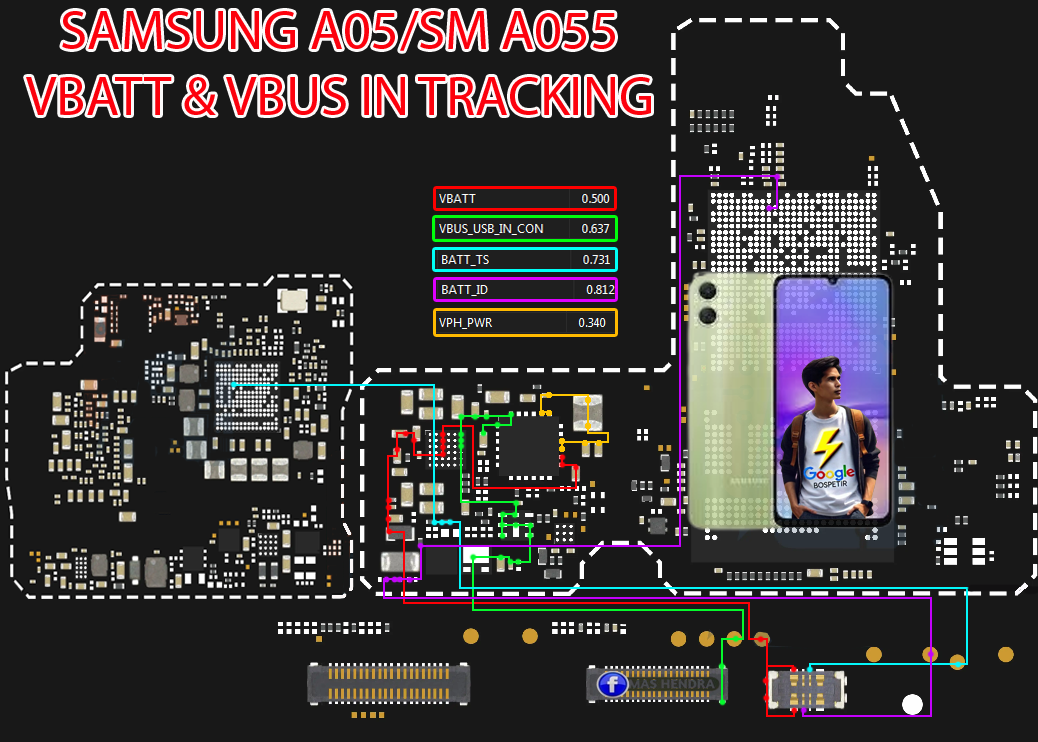 SAMSUNG A05/SM A055
VBATT & VBUS IN TRACKING
VBATT 0.500
VBUS_USB_IN_CON 0.637
BATT_TS 0.731
BATT_ID 0.812
VPH_PWR 0.340
SAMSUNG
Google
BOSPETIR
f MAS HENDRA